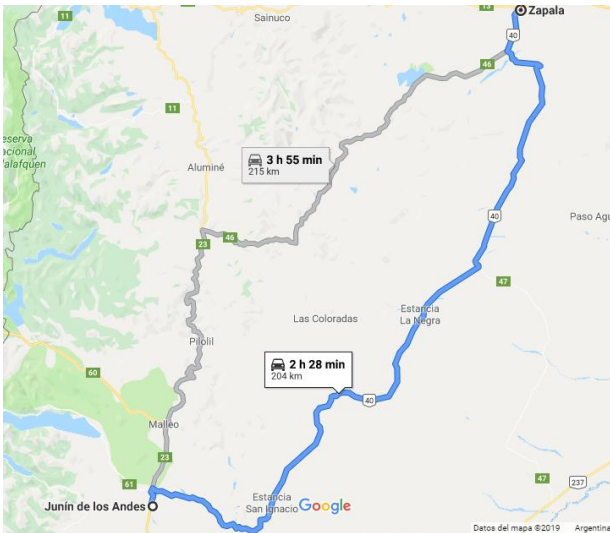 11
Sainuco
73
Zapala
40
46
11
eserva
acional
alafquen
Aluminé
3 h 55 min
215 km
40
Paso Agu
23
46
47
Las Coloradas
Estancia
La Negra
Pilolil
2 h 28 min
204 km
60
40
Malleo
23
61
47
237
Junín de los Andes
Estancia
San Ignacio
Google
Datos del mapa ©2019 Argentina